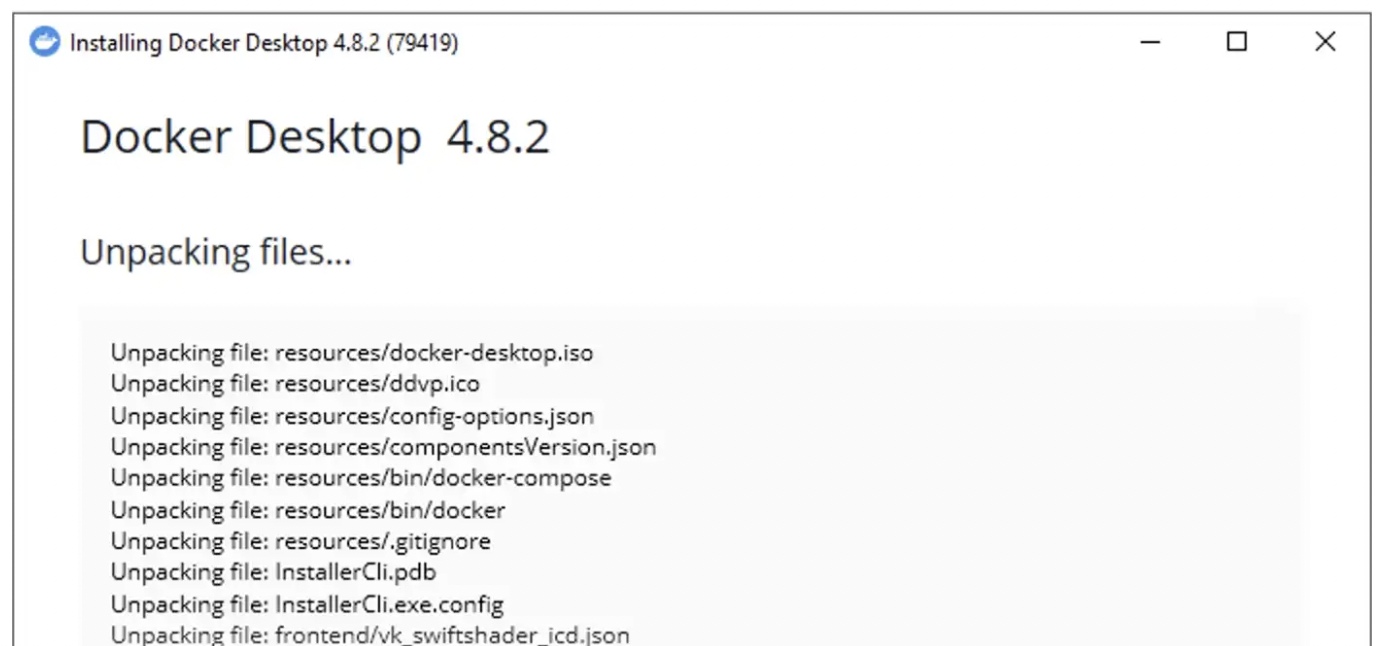 Installing Docker Desktop 4.8.2 (79419)
Docker Desktop 4.8.2
Unpacking files...
Unpacking file: resources/docker-desktop.iso
Unpacking file: resources/ddvp.ico
Unpacking file: resources/config-options.json
Unpacking file: resources/componentsVersion.json
Unpacking file: resources/bin/docker-compose
Unpacking file: resources/bin/docker
Unpacking file: resources/.gitignore
Unpacking file: InstallerCli.pdb
Unpacking file: InstallerCli.exe.config
Unpacking file: frontend/vk_swiftshader_icd.json